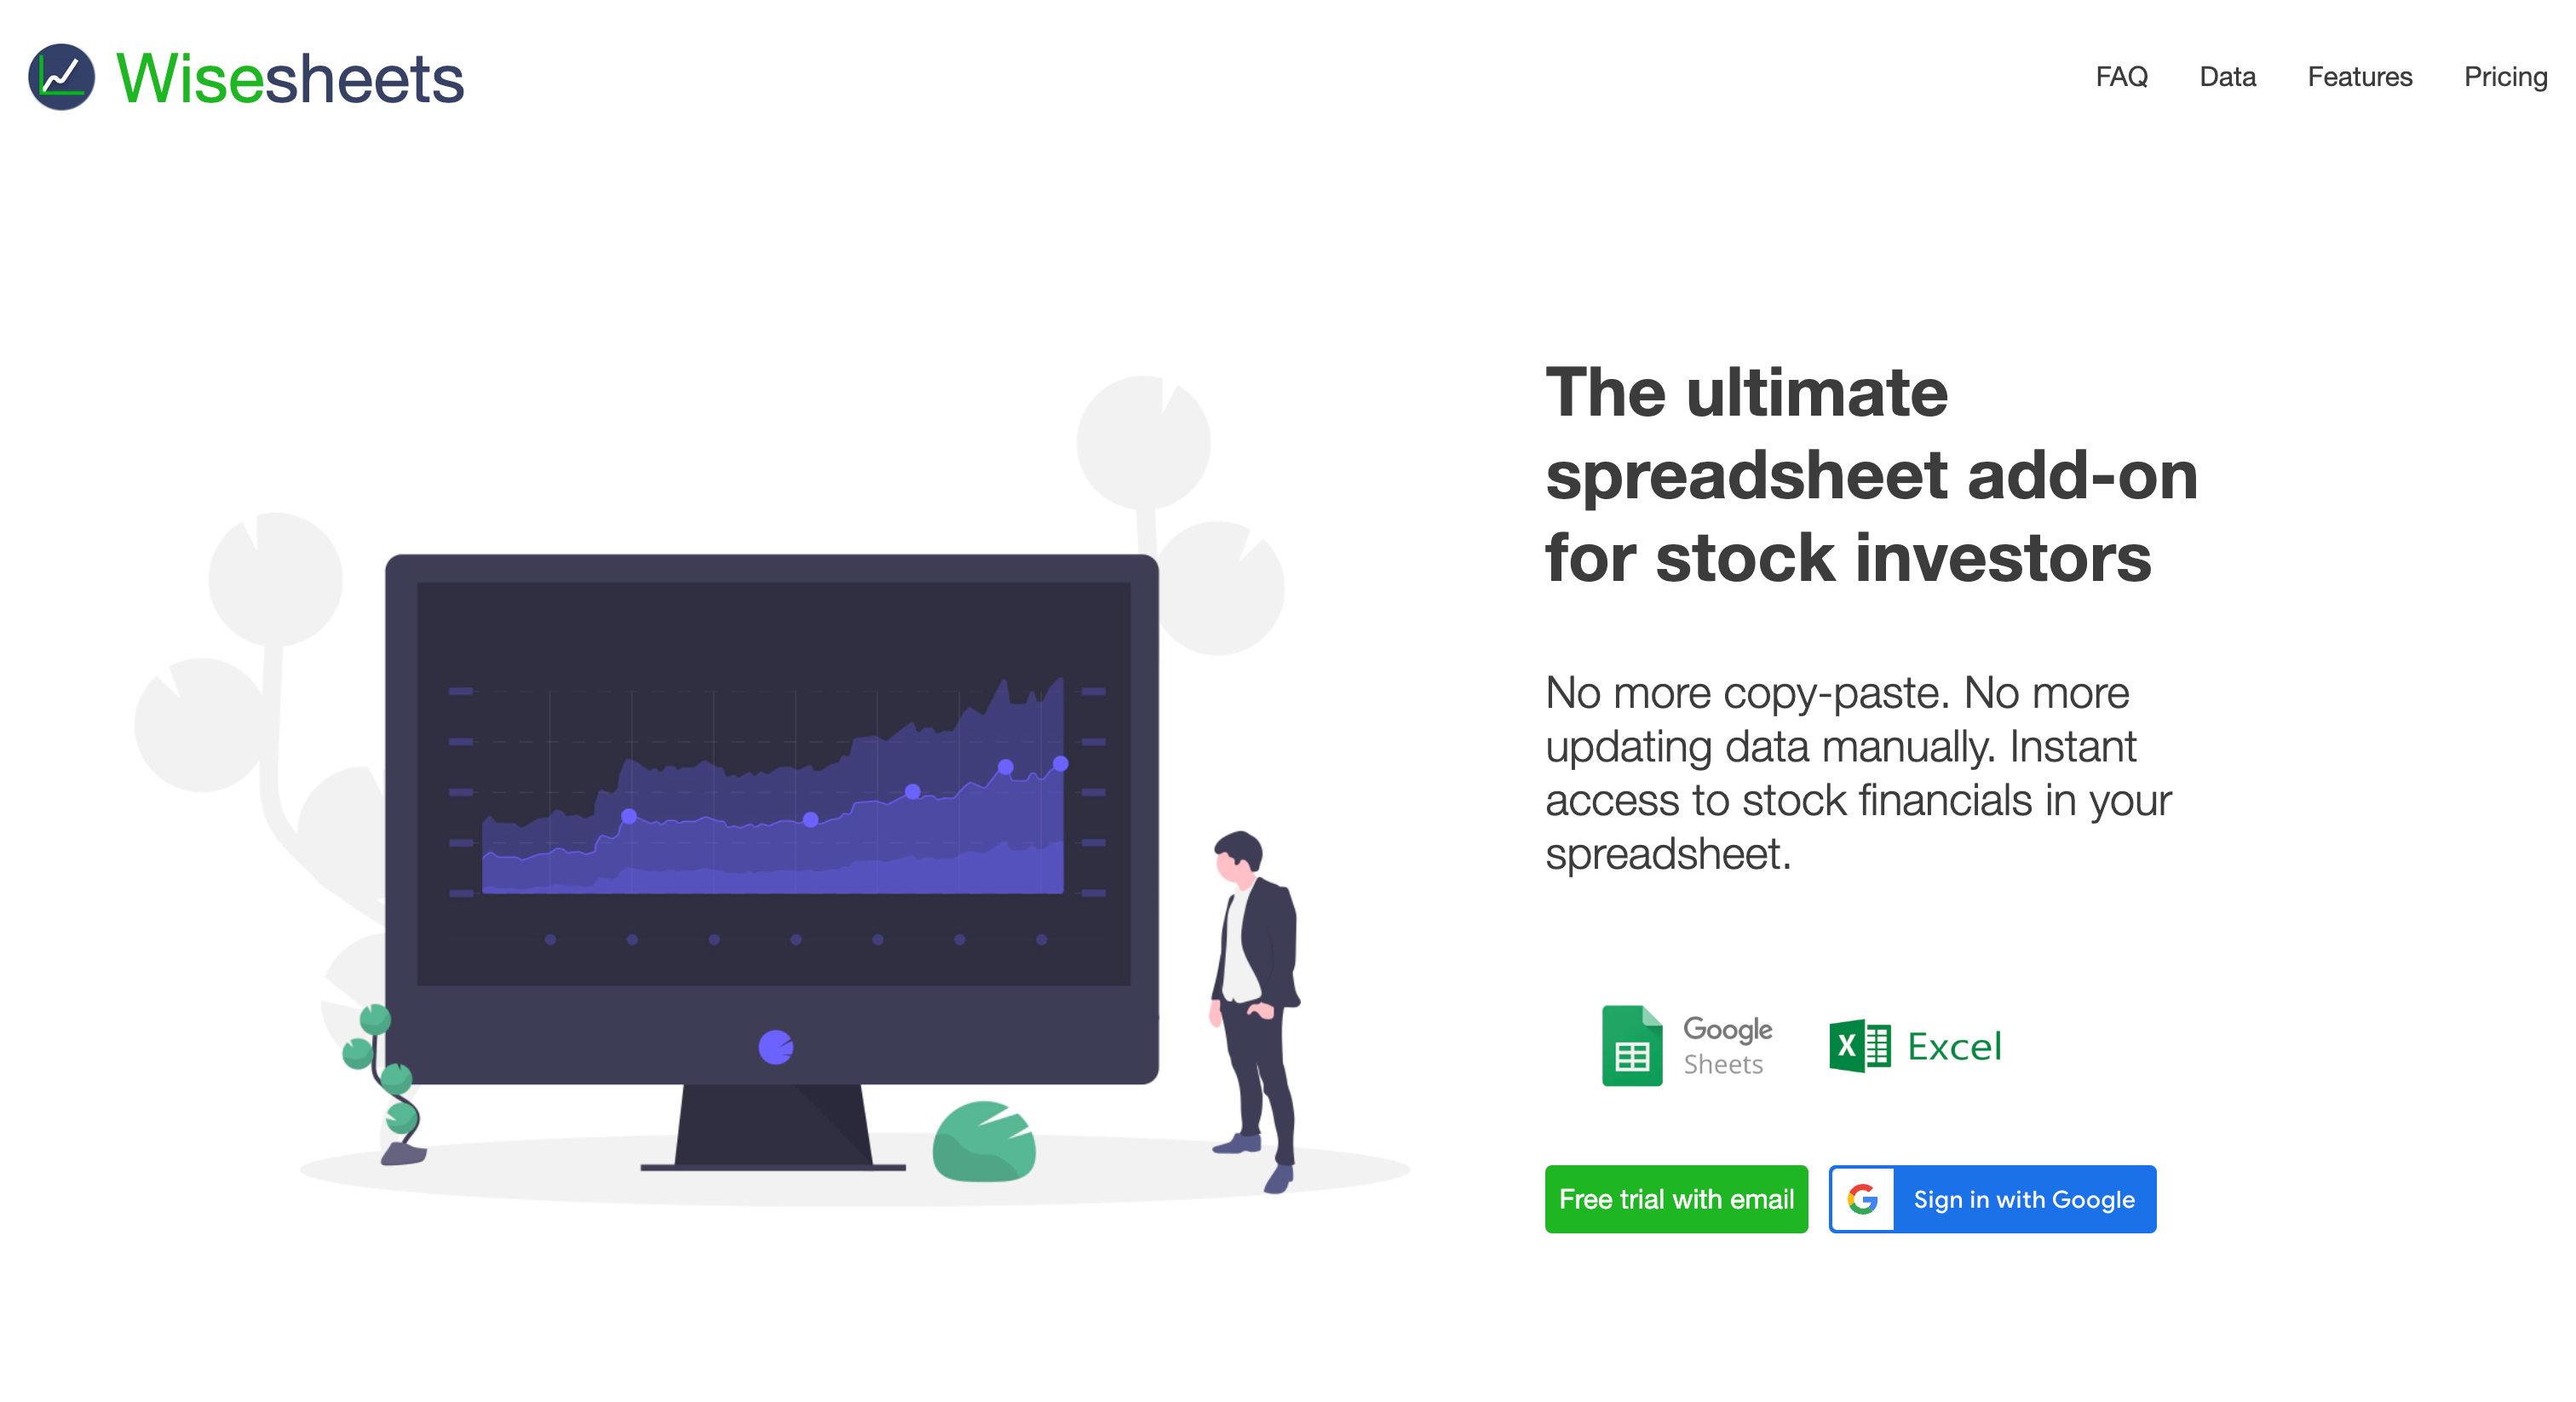 Wisesheets
FAQ Data Features Pricing
The ultimate
spreadsheet add-on
for stock investors
No more copy-paste. No more
updating data manually. Instant
access to stock financials in your
spreadsheet.
Google
Sheets
X Excel
Free trial with email
G Sign in with Google